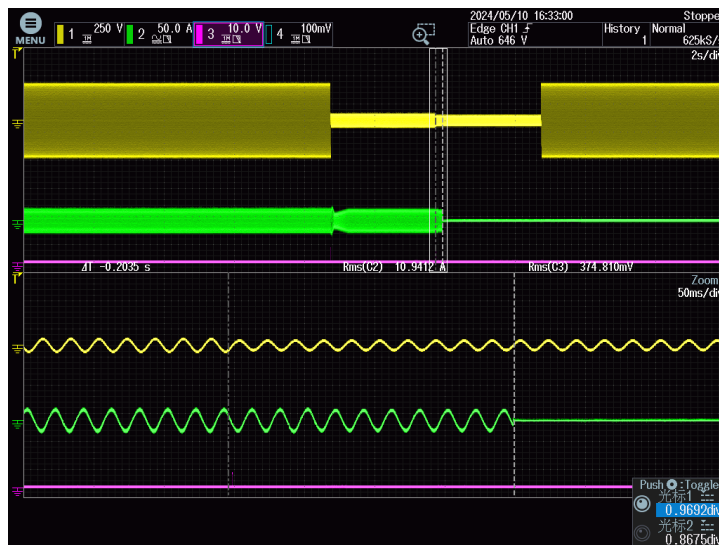 2024/05/10 16:33:00 Stoppe
MENU
1 250 V
2 50.0 A
3 10.0 V
4 100mV
Edge CH1
Auto 646 V
History
1
Normal
625kS/
2s/div
ΔT -0.2035 s
Rms(C2) 10.9412 A
Rms(C3) 374.810mV
Zoom
50ms/div
Push :Toggle
光标1
0.9692div
光标2
0.8675div